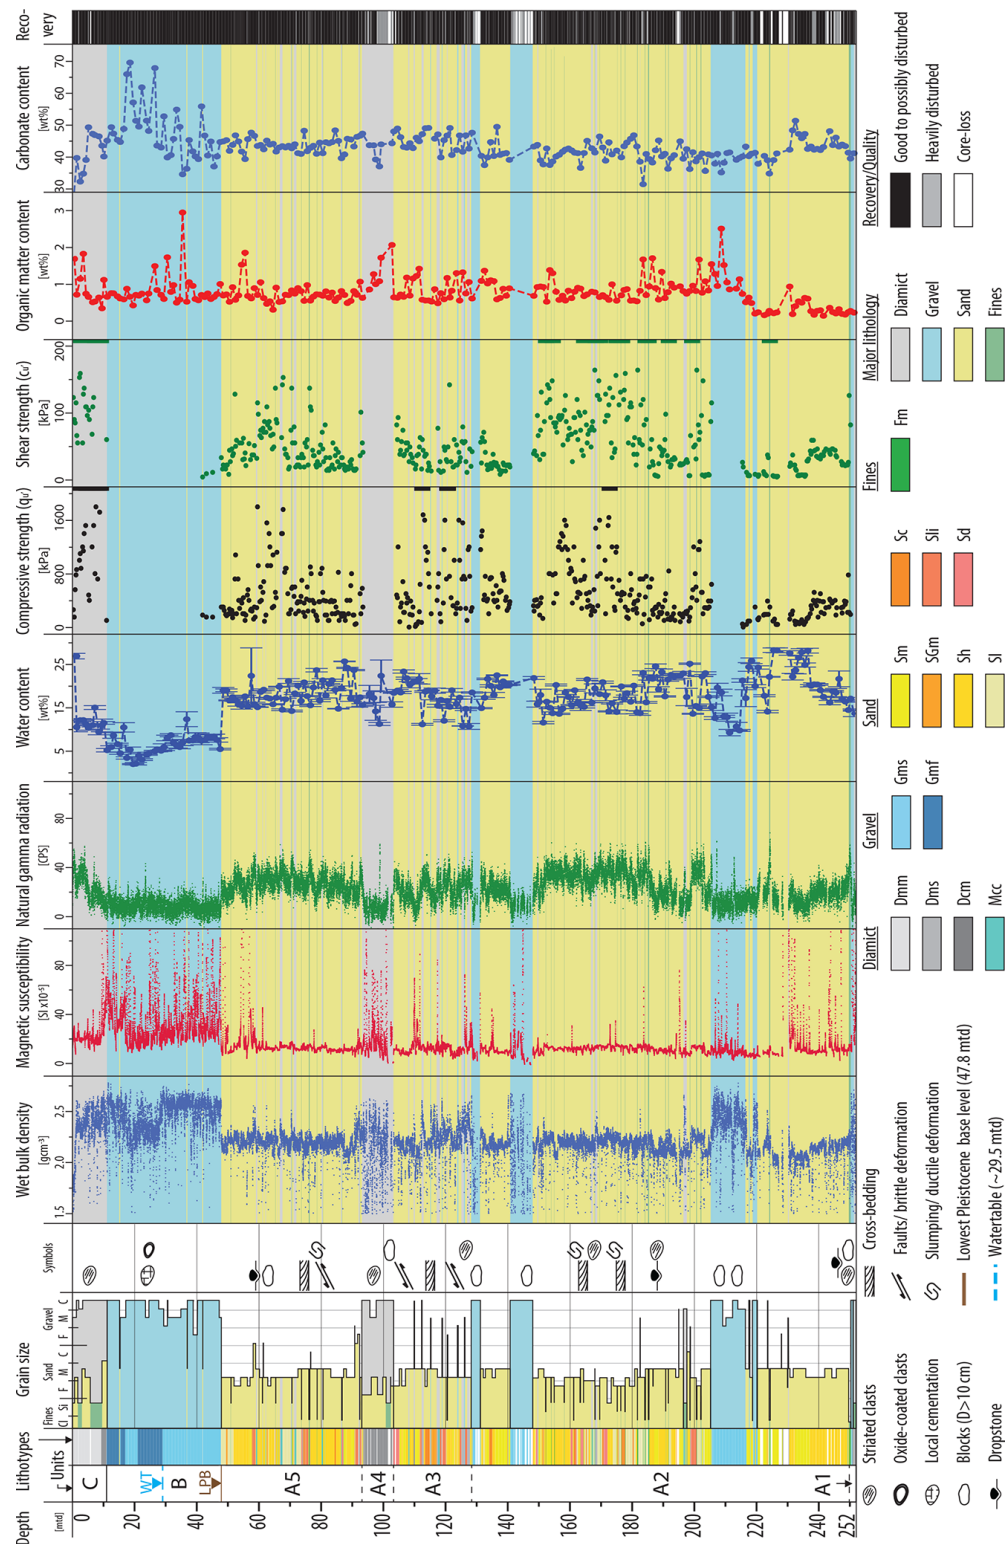 Depth
[mtd]
0
20
40
60
80
100
120
140
160
180
200
220
240
252
Units
C
WT
B
LPB
A5
A4
A3
A2
A1
Lithotypes
Grain size
Fines
Sand
Gravel
Cl
Si
F
M
C
F
M
C
Symbols
Wet bulk density
[gcm⁻³]
1.5
2.0
2.5
Magnetic susceptibility
[SI x10⁻⁵]
0
40
80
Natural gamma radiation
[CPS]
0
40
80
Water content
[wt%]
5
15
25
Compressive strength (qᵤ')
[kPa]
0
800
1600
Shear strength (cᵤ')
[kPa]
0
100
200
Organic matter content
[wt%]
0
1
2
3
Carbonate content
[wt%]
30
40
50
60
70
Reco-
very
Striated clasts
Oxide-coated clasts
Local cementation
Blocks (D>10 cm)
Dropstone
Cross-bedding
Faults/ brittle deformation
Slumping/ ductile deformation
Lowest Pleistocene base level (47.8 mtd)
Watertable (~29.5 mtd)
Diamict
Dmm
Dms
Dcm
Mcc
Gravel
Gms
Gmf
Sand
Sm
SGm
Sh
Sl
Sc
Sli
Sd
Fines
Fm
Major lithology
Diamict
Gravel
Sand
Fines
Recovery/Quality
Good to possibly disturbed
Heavily disturbed
Core-loss